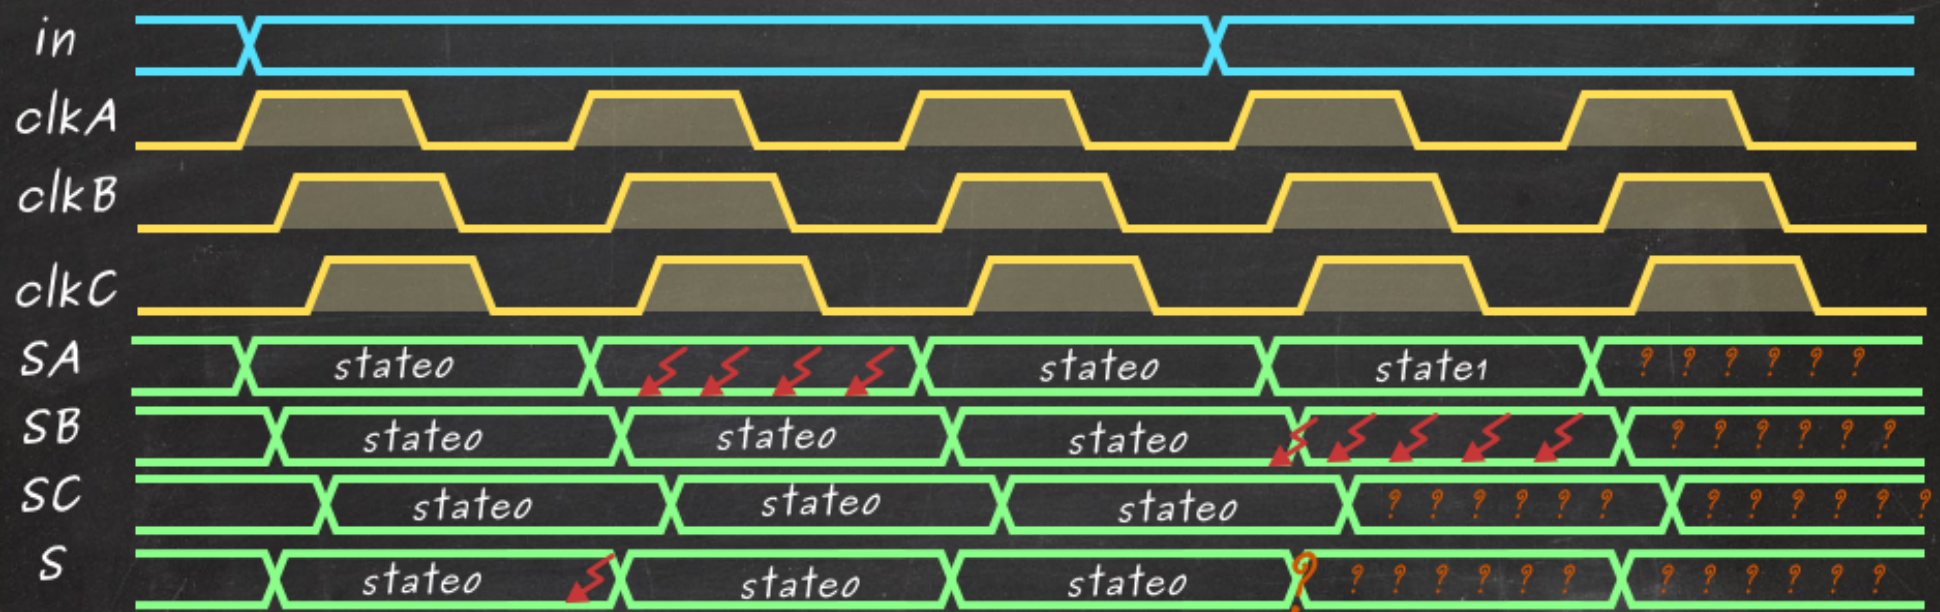 in
clkA
clkB
clkC
SA state0 state0 state1 ? ? ? ? ? ?
SB state0 state0 state0 ? ? ? ? ? ?
SC state0 state0 state0 ? ? ? ? ? ? ? ? ? ? ? ?
S state0 state0 state0 ? ? ? ? ? ? ? ? ? ? ? ? ?